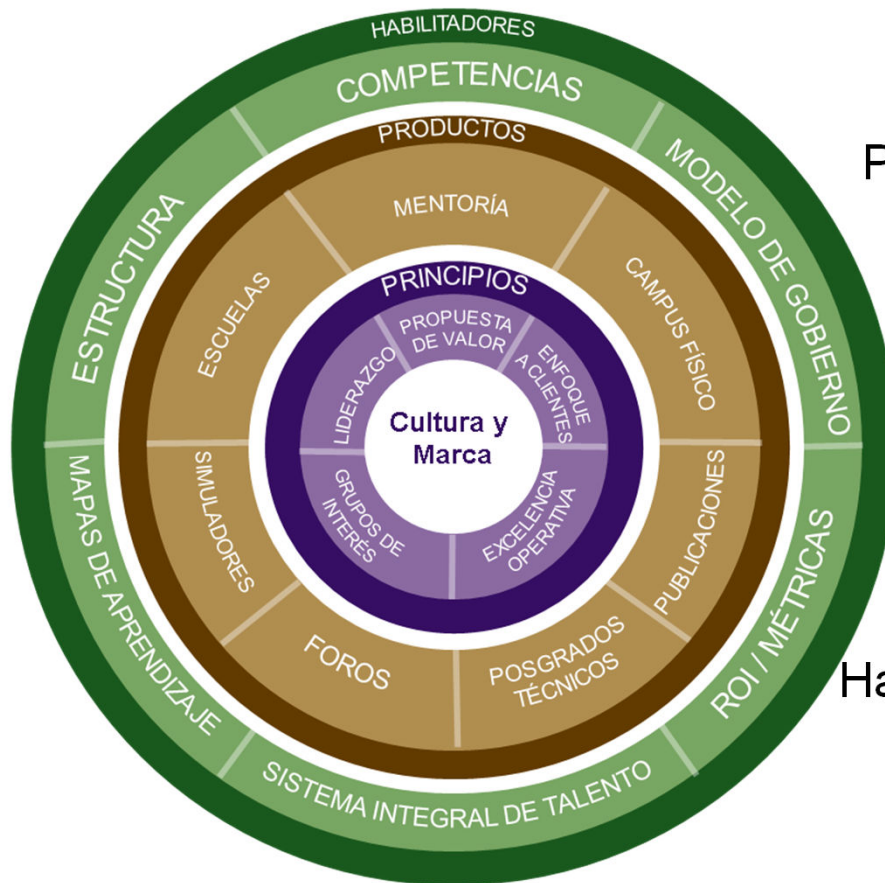 HABILITADORES
COMPETENCIAS
MODELO DE GOBIERNO
ROI / MÉTRICAS
SISTEMA INTEGRAL DE TALENTO
MAPAS DE APRENDIZAJE
ESTRUCTURA
PRODUCTOS
MENTORÍA
CAMPUS FÍSICO
PUBLICACIONES
POSGRADOS
TÉCNICOS
FOROS
SIMULADORES
ESCUELAS
PRINCIPIOS
PROPUESTA
DE VALOR
ENFOQUE
A CLIENTES
EXCELENCIA
OPERATIVA
GRUPOS DE
INTERÉS
LIDERAZGO
Cultura y
Marca
P
Ha